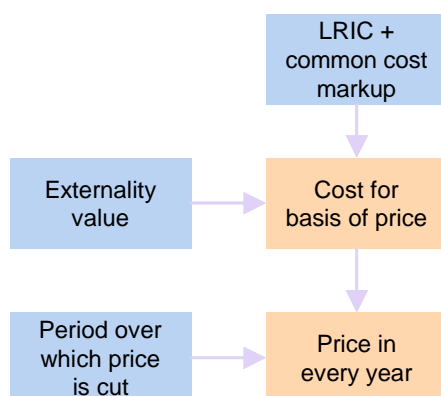 LRIC +
common cost
markup
Externality
value
Cost for
basis of price
Period over
which price
is cut
Price in
every year